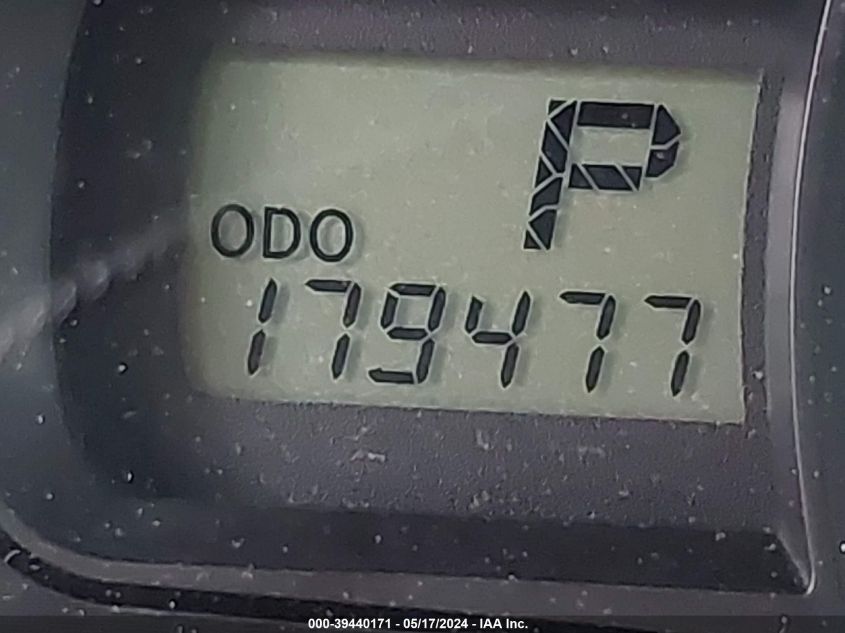 P
ODO
179477
000-39440171 - 05/17/2024 - IAA Inc.